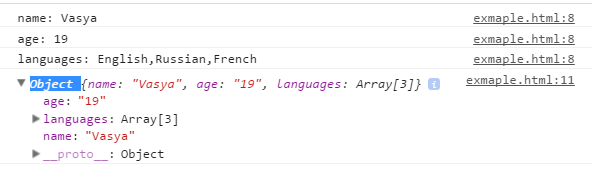 name: Vasya exmaple.html:8
age: 19 exmaple.html:8
languages: English,Russian,French exmaple.html:8
Object {name: "Vasya", age: "19", languages: Array[3]} i exmaple.html:11
age: "19"
languages: Array[3]
name: "Vasya"
__proto__: Object